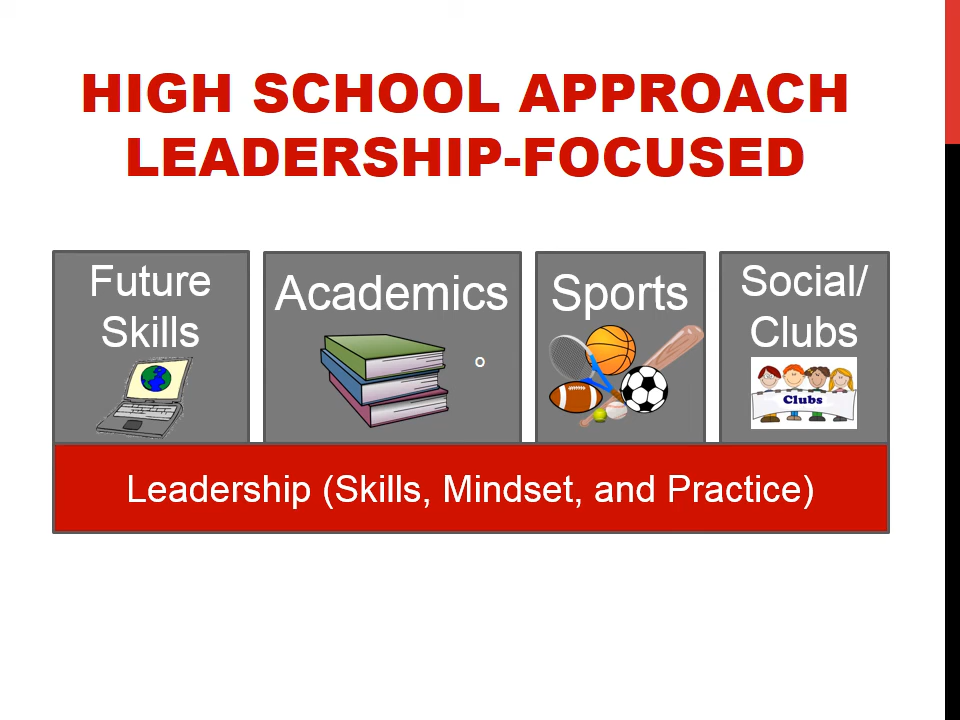 HIGH SCHOOL APPROACH
LEADERSHIP-FOCUSED
Future
Skills
Academics
Sports
Social/
Clubs
Clubs
Leadership (Skills, Mindset, and Practice)